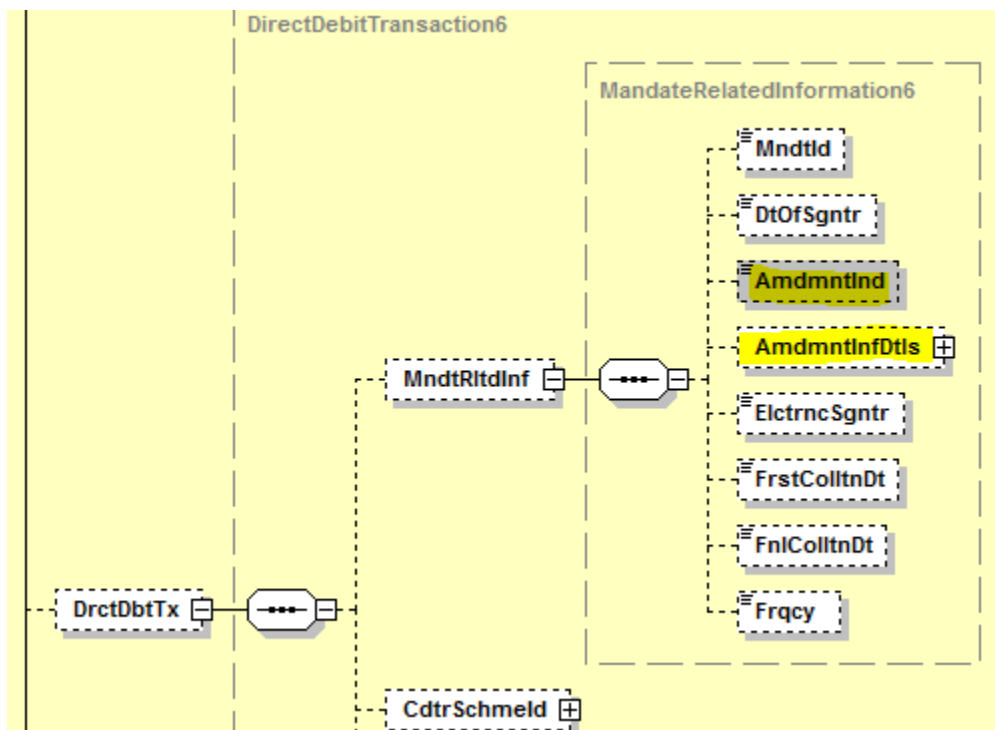 DirectDebitTransaction6
MandateRelatedInformation6
MndtId
DtOfSgntr
AmdmntInd
AmdmntInfDtls
MndtRltdInf
ElctrncSgntr
FrstColltnDt
FnlColltnDt
DrctDbtTx
Frqcy
CdtrSchmeId